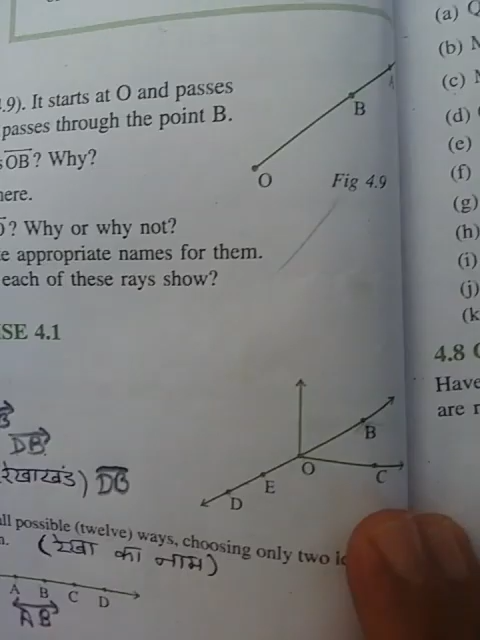 (a) Q
.9). It starts at O and passes
passes through the point B.
OB? Why?
here.
? Why or why not?
appropriate names for them.
each of these rays show?
A
B
O
Fig 4.9
(b)
(c)
(d)
(e)
(f)
(g)
(h)
(i)
(j)
(k
SE 4.1
4.8
Have
are
DB
(रेखाखंड) DB
B
O
C
E
D
all possible (twelve) ways, choosing only two
n. (रेखा का नाम)
A B C D
AB